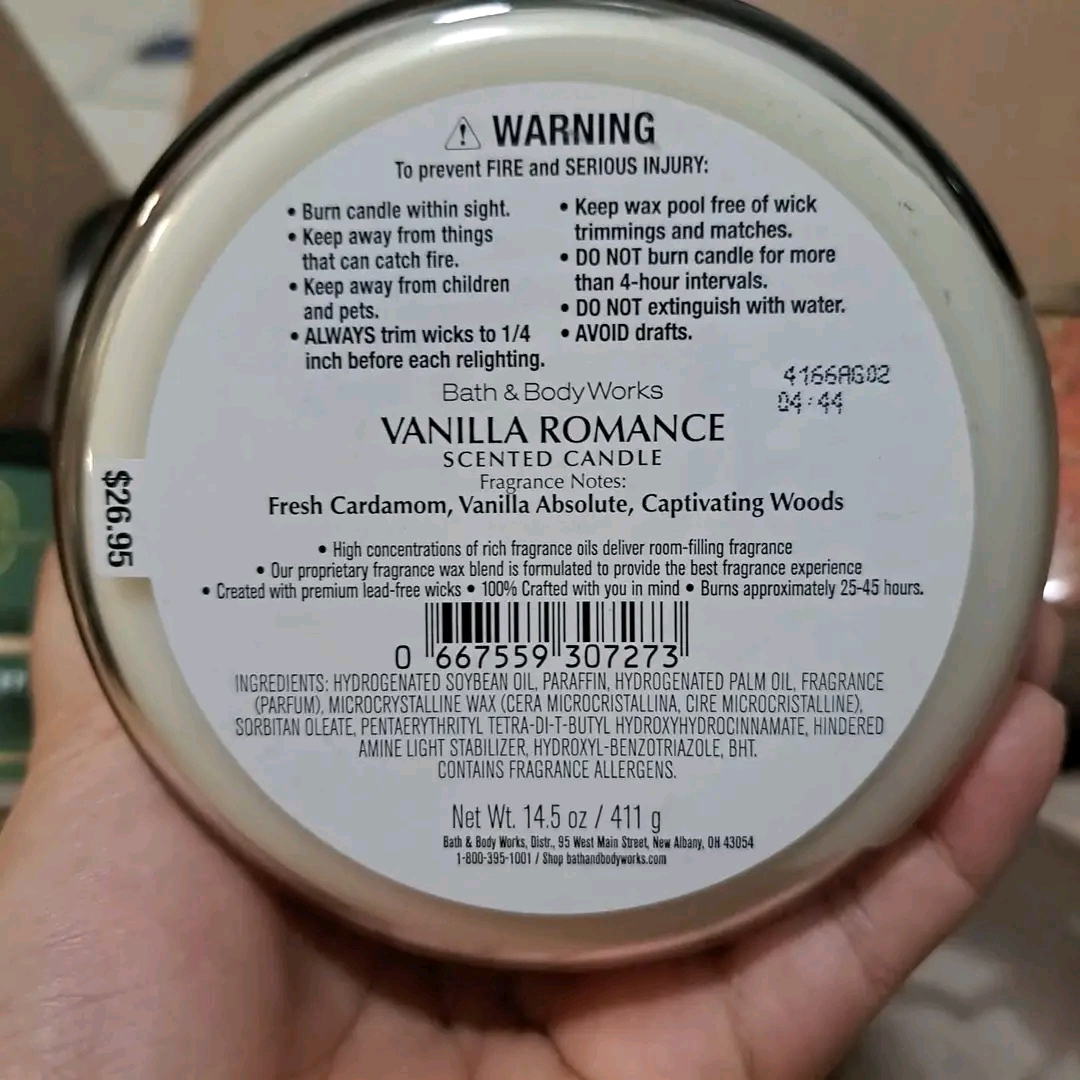 WARNING
To prevent FIRE and SERIOUS INJURY:
• Burn candle within sight.
• Keep away from things
that can catch fire.
• Keep away from children
and pets.
• ALWAYS trim wicks to 1/4
inch before each relighting.
• Keep wax pool free of wick
trimmings and matches.
• DO NOT burn candle for more
than 4-hour intervals.
• DO NOT extinguish with water.
• AVOID drafts.
4166AG02
04:44
Bath & Body Works
VANILLA ROMANCE
SCENTED CANDLE
Fragrance Notes:
Fresh Cardamom, Vanilla Absolute, Captivating Woods
$26.95
• High concentrations of rich fragrance oils deliver room-filling fragrance
• Our proprietary fragrance wax blend is formulated to provide the best fragrance experience
• Created with premium lead-free wicks • 100% Crafted with you in mind • Burns approximately 25-45 hours.
0 667559 307273
INGREDIENTS: HYDROGENATED SOYBEAN OIL, PARAFFIN, HYDROGENATED PALM OIL, FRAGRANCE
(PARFUM), MICROCRYSTALLINE WAX (CERA MICROCRISTALLINA, CIRE MICROCRISTALLINE),
SORBITAN OLEATE, PENTAERYTHRITYL TETRA-DI-T-BUTYL HYDROXYHYDROCINNAMATE, HINDERED
AMINE LIGHT STABILIZER, HYDROXYL-BENZOTRIAZOLE, BHT.
CONTAINS FRAGRANCE ALLERGENS.
Net Wt. 14.5 oz / 411 g
Bath & Body Works, Distr., 95 West Main Street, New Albany, OH 43054
1-800-395-1001 / Shop bathandbodyworks.com